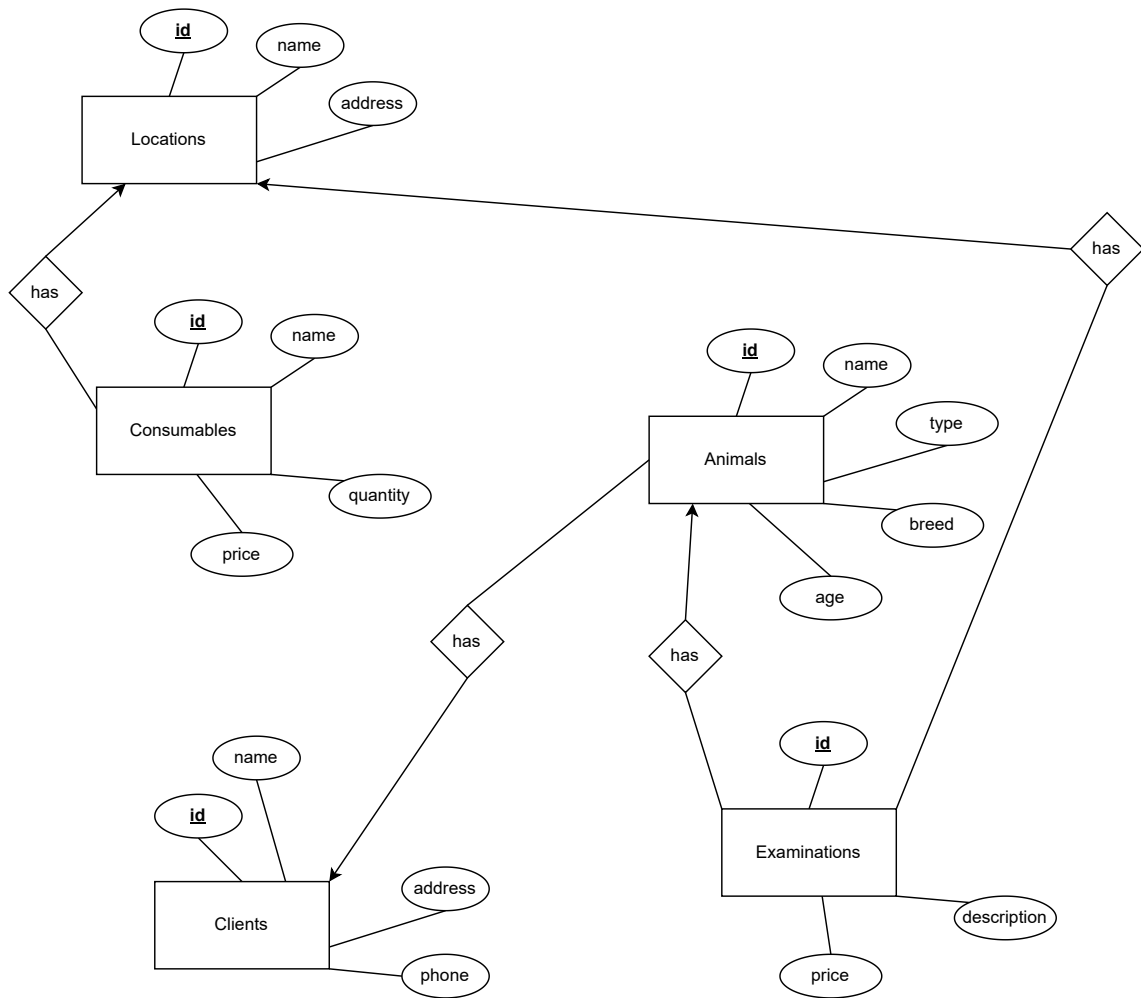 id
name
address
Locations
has
has
id
name
Consumables
quantity
price
id
name
type
Animals
breed
age
has
has
name
id
Clients
address
phone
id
Examinations
description
price